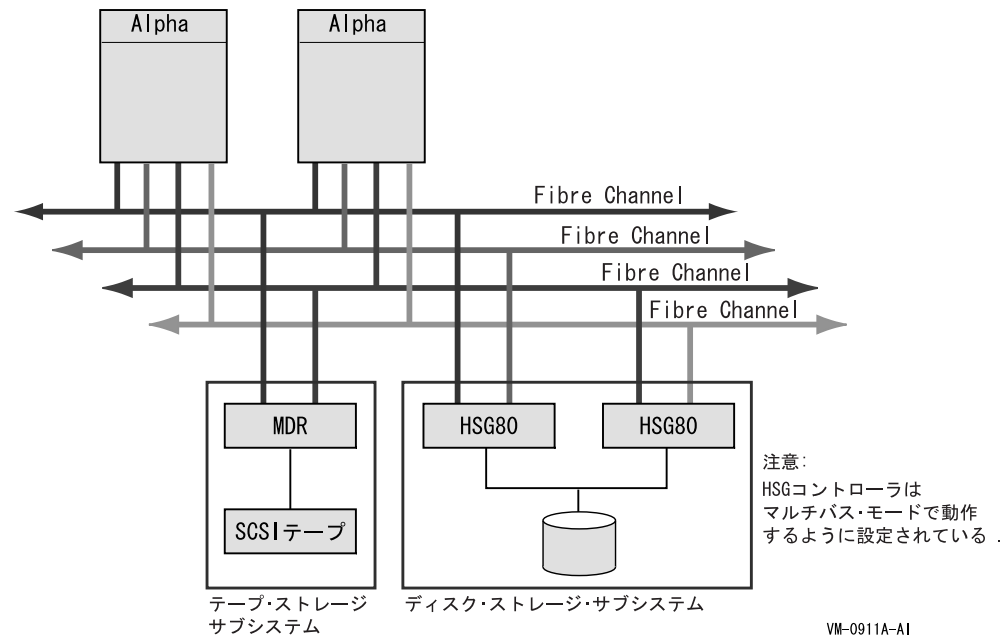 Alpha
Alpha
Fibre Channel
Fibre Channel
Fibre Channel
Fibre Channel
MDR
HSG80
HSG80
SCSIテープ
注意:
HSGコントローラは
マルチバス・モードで動作
するように設定されている .
テープ・ストレージ
サブシステム
ディスク・ストレージ・サブシステム
VM-0911A-AI